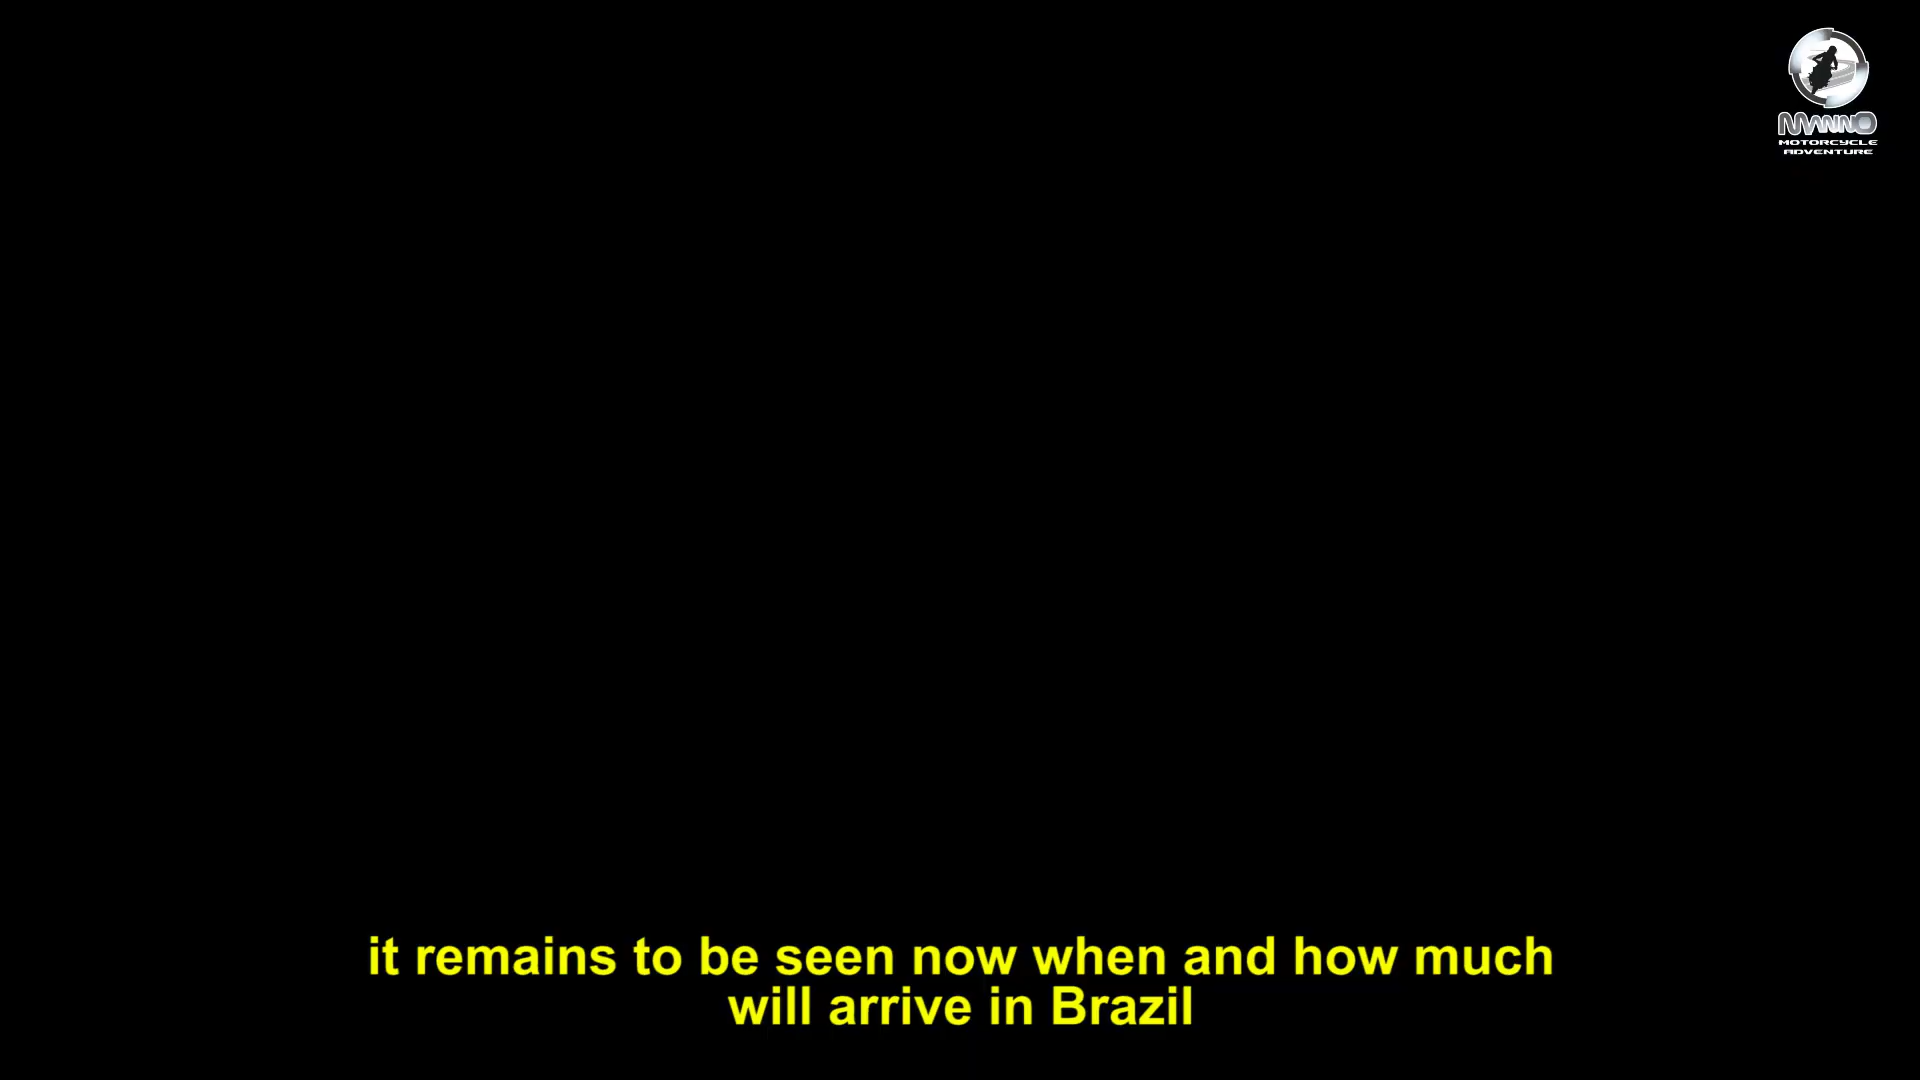 MANNO
MOTORCYCLE
ADVENTURE
it remains to be seen now when and how much
will arrive in Brazil